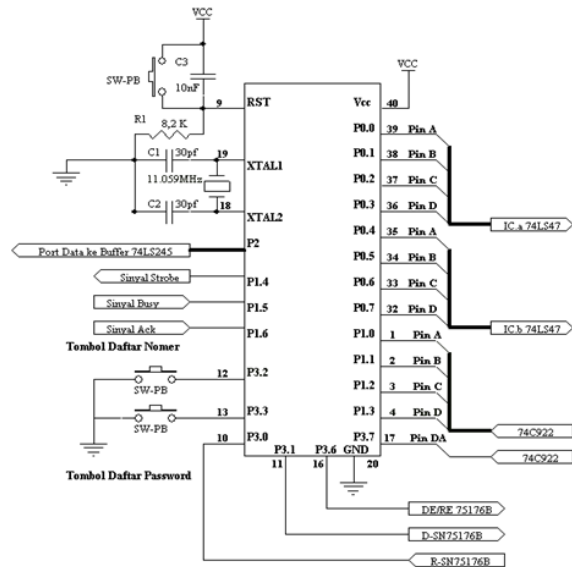 VCC
C3
SW-PB
10nF
VCC
9
RST
Vcc
40
R1
8,2 K
P0.0
39
Pin A
C1
30pf
19
XTAL1
P0.1
38
Pin B
11.059MHz
P0.2
37
Pin C
C2
30pf
18
XTAL2
P0.3
36
Pin D
IC.a 74LS47
P2
P0.4
35
Pin A
Port Data ke Buffer 74LS245
P0.5
34
Pin B
Sinyal Strobe
P1.4
P0.6
33
Pin C
Sinyal Busy
P1.5
P0.7
32
Pin D
IC.b 74LS47
Sinyal Ack
P1.6
P1.0
1
Pin A
Tombol Daftar Nomer
P1.1
2
Pin B
12
P3.2
P1.2
3
Pin C
SW-PB
13
P3.3
P1.3
4
Pin D
74C922
SW-PB
10
P3.0
P3.7
17
Pin DA
74C922
P3.1
P3.6
GND
11
16
20
Tombol Daftar Password
DE/RE 75176B
D-SN75176B
R-SN75176B